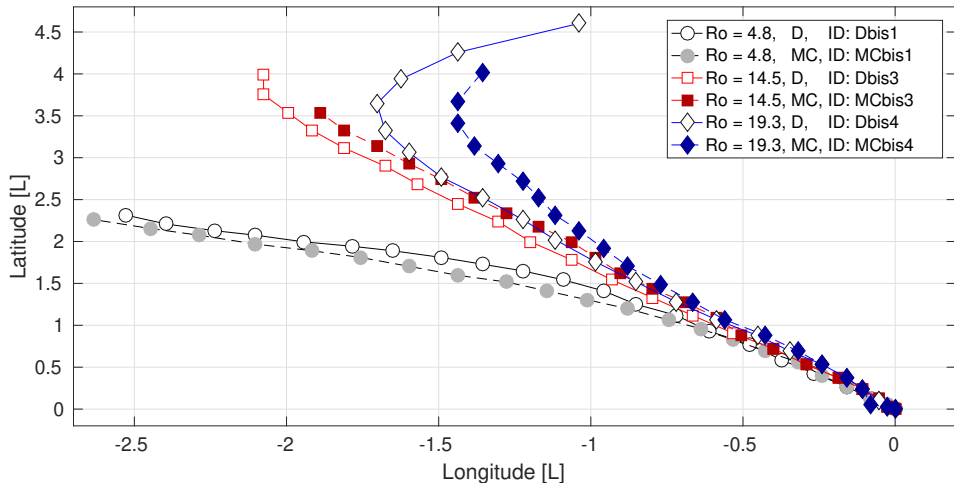 4.5
4
3.5
3
2.5
2
1.5
1
0.5
0
Latitude [L]
Ro = 4.8, D, ID: Dbis1
Ro = 4.8, MC, ID: MCbis1
Ro = 14.5, D, ID: Dbis3
Ro = 14.5, MC, ID: MCbis3
Ro = 19.3, D, ID: Dbis4
Ro = 19.3, MC, ID: MCbis4
-2.5 -2 -1.5 -1 -0.5 0
Longitude [L]